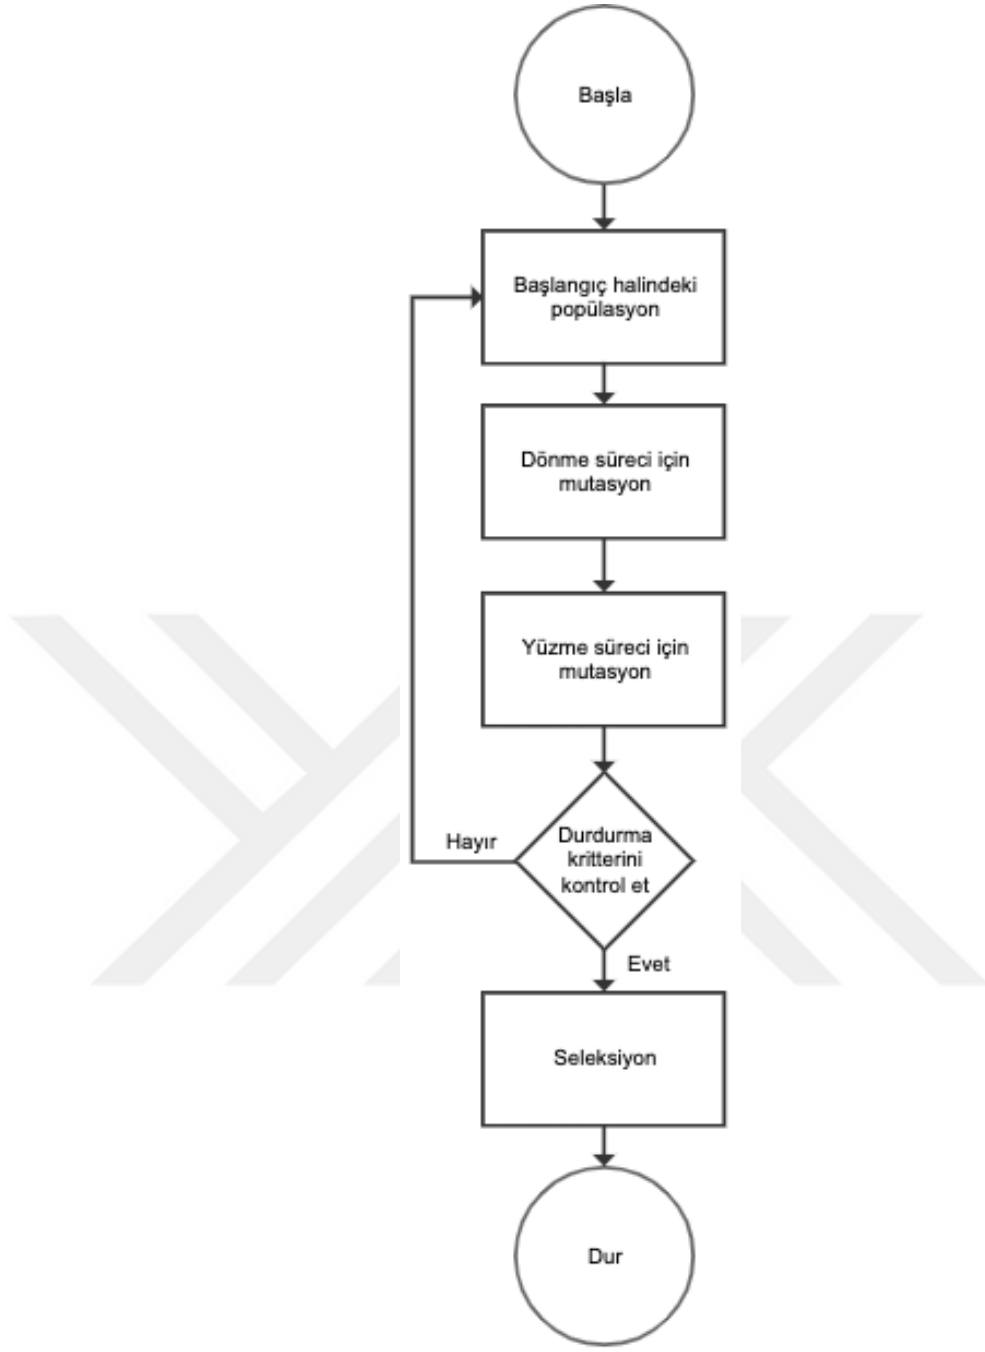 Başla
Başlangıç halindeki
popülasyon
Dönme süreci için
mutasyon
Yüzme süreci için
mutasyon
Hayır
Durdurma
kritterini
kontrol et
Evet
Seleksiyon
Dur